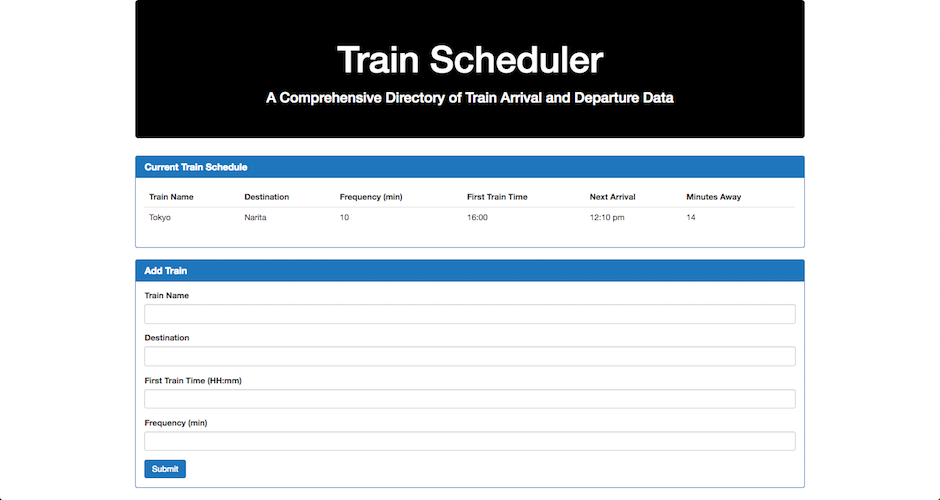 Train Scheduler
A Comprehensive Directory of Train Arrival and Departure Data
Current Train Schedule
Train Name Destination Frequency (min) First Train Time Next Arrival Minutes Away
Tokyo Narita 10 16:00 12:10 pm 14
Add Train
Train Name
Destination
First Train Time (HH:mm)
Frequency (min)
Submit